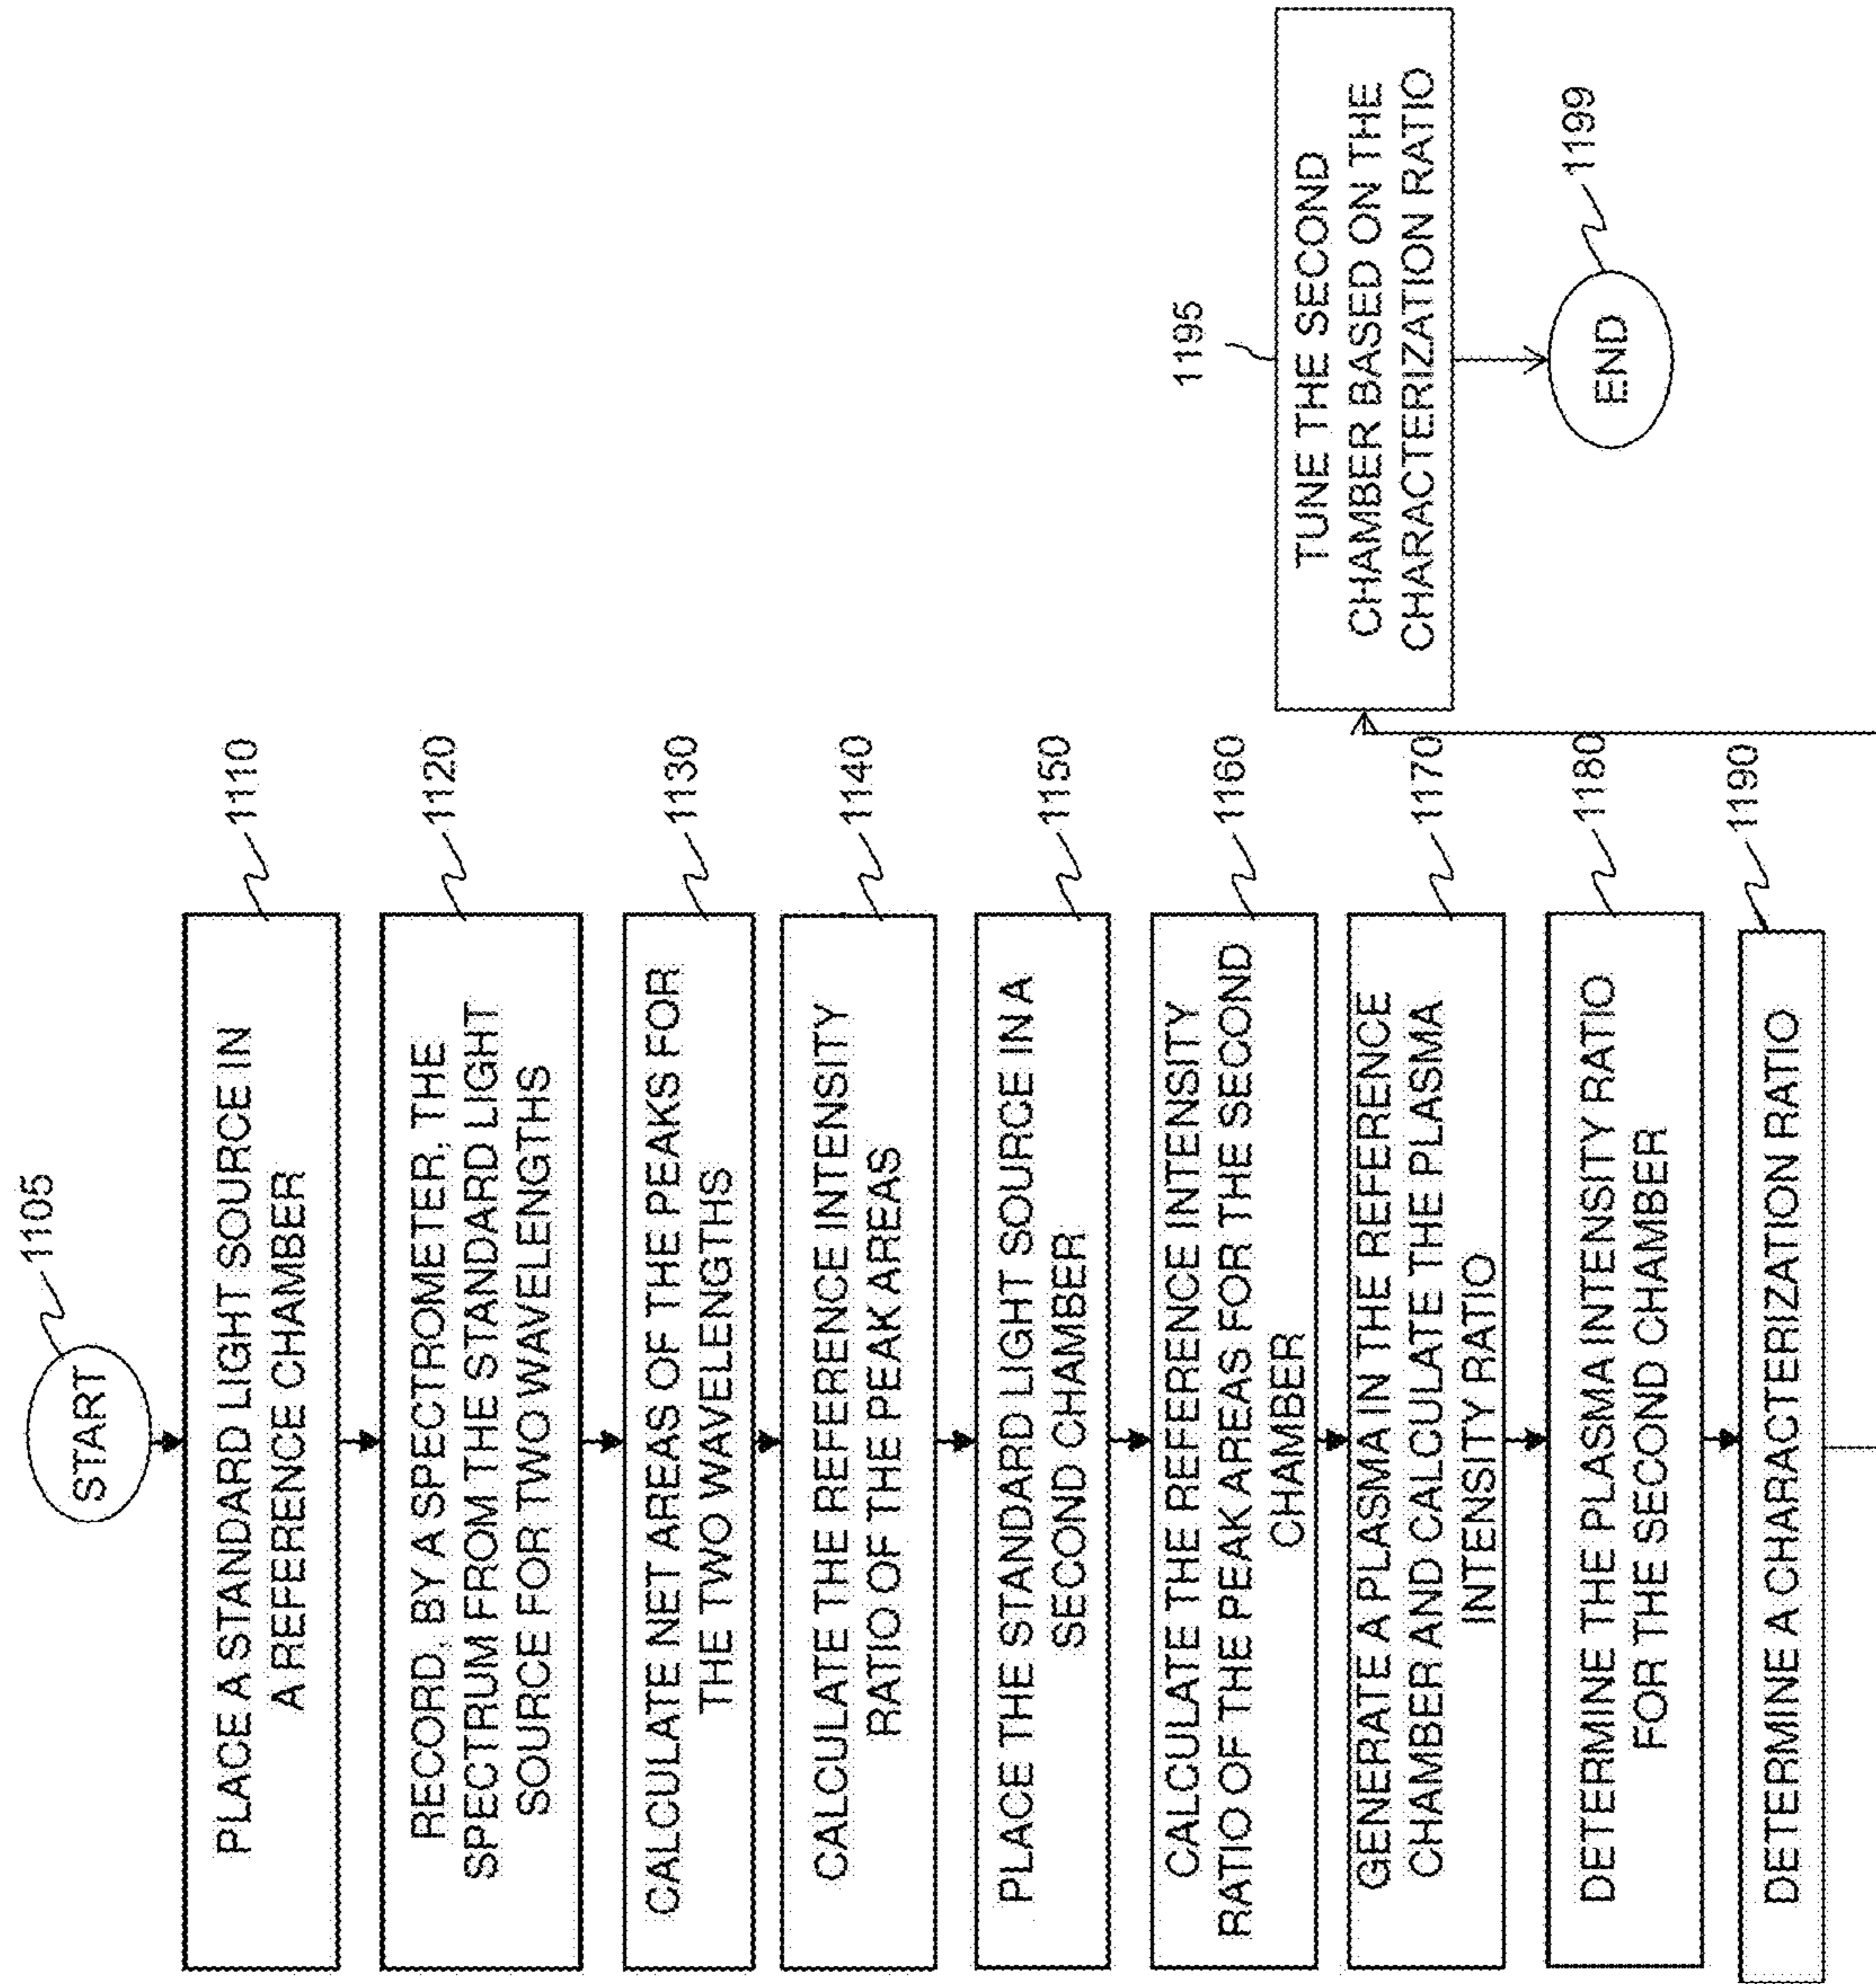 START
1105
PLACE A STANDARD LIGHT SOURCE IN
A REFERENCE CHAMBER
1110
RECORD, BY A SPECTROMETER, THE
SPECTRUM FROM THE STANDARD LIGHT
SOURCE FOR TWO WAVELENGTHS
1120
CALCULATE NET AREAS OF THE PEAKS FOR
THE TWO WAVELENGTHS
1130
CALCULATE THE REFERENCE INTENSITY
RATIO OF THE PEAK AREAS
1140
PLACE THE STANDARD LIGHT SOURCE IN A
SECOND CHAMBER
1150
CALCULATE THE REFERENCE INTENSITY
RATIO OF THE PEAK AREAS FOR THE SECOND
CHAMBER
1160
GENERATE A PLASMA IN THE REFERENCE
CHAMBER AND CALCULATE THE PLASMA
INTENSITY RATIO
1170
DETERMINE THE PLASMA INTENSITY RATIO
FOR THE SECOND CHAMBER
1180
DETERMINE A CHARACTERIZATION RATIO
1190
1195
TUNE THE SECOND
CHAMBER BASED ON THE
CHARACTERIZATION RATIO
END
1199